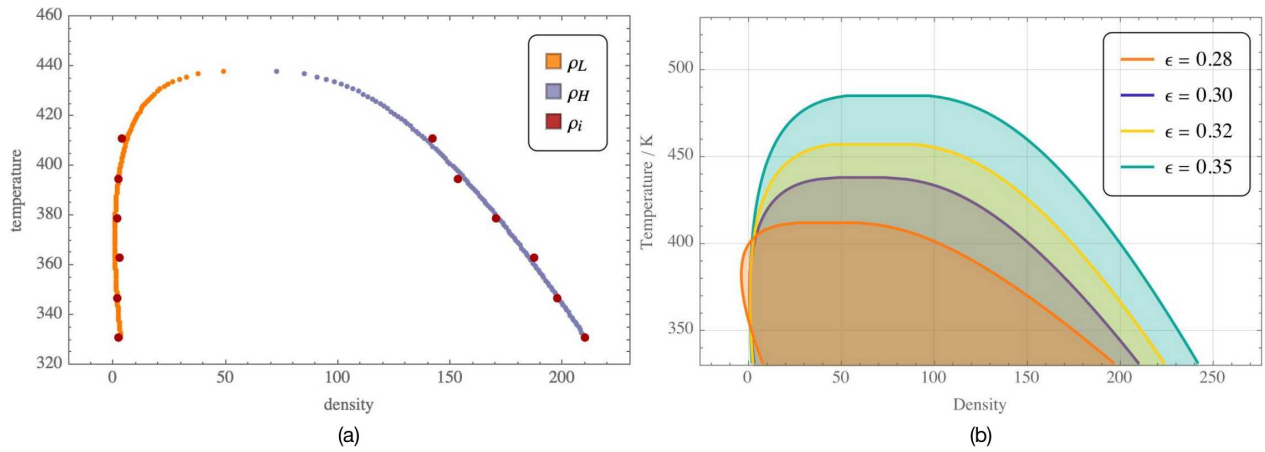 460
440
420
400
380
360
340
320
temperature
0
50
100
150
200
density
ρL
ρH
ρi
(a)
500
450
400
350
Temperature / K
0
50
100
150
200
250
Density
ϵ = 0.28
ϵ = 0.30
ϵ = 0.32
ϵ = 0.35
(b)